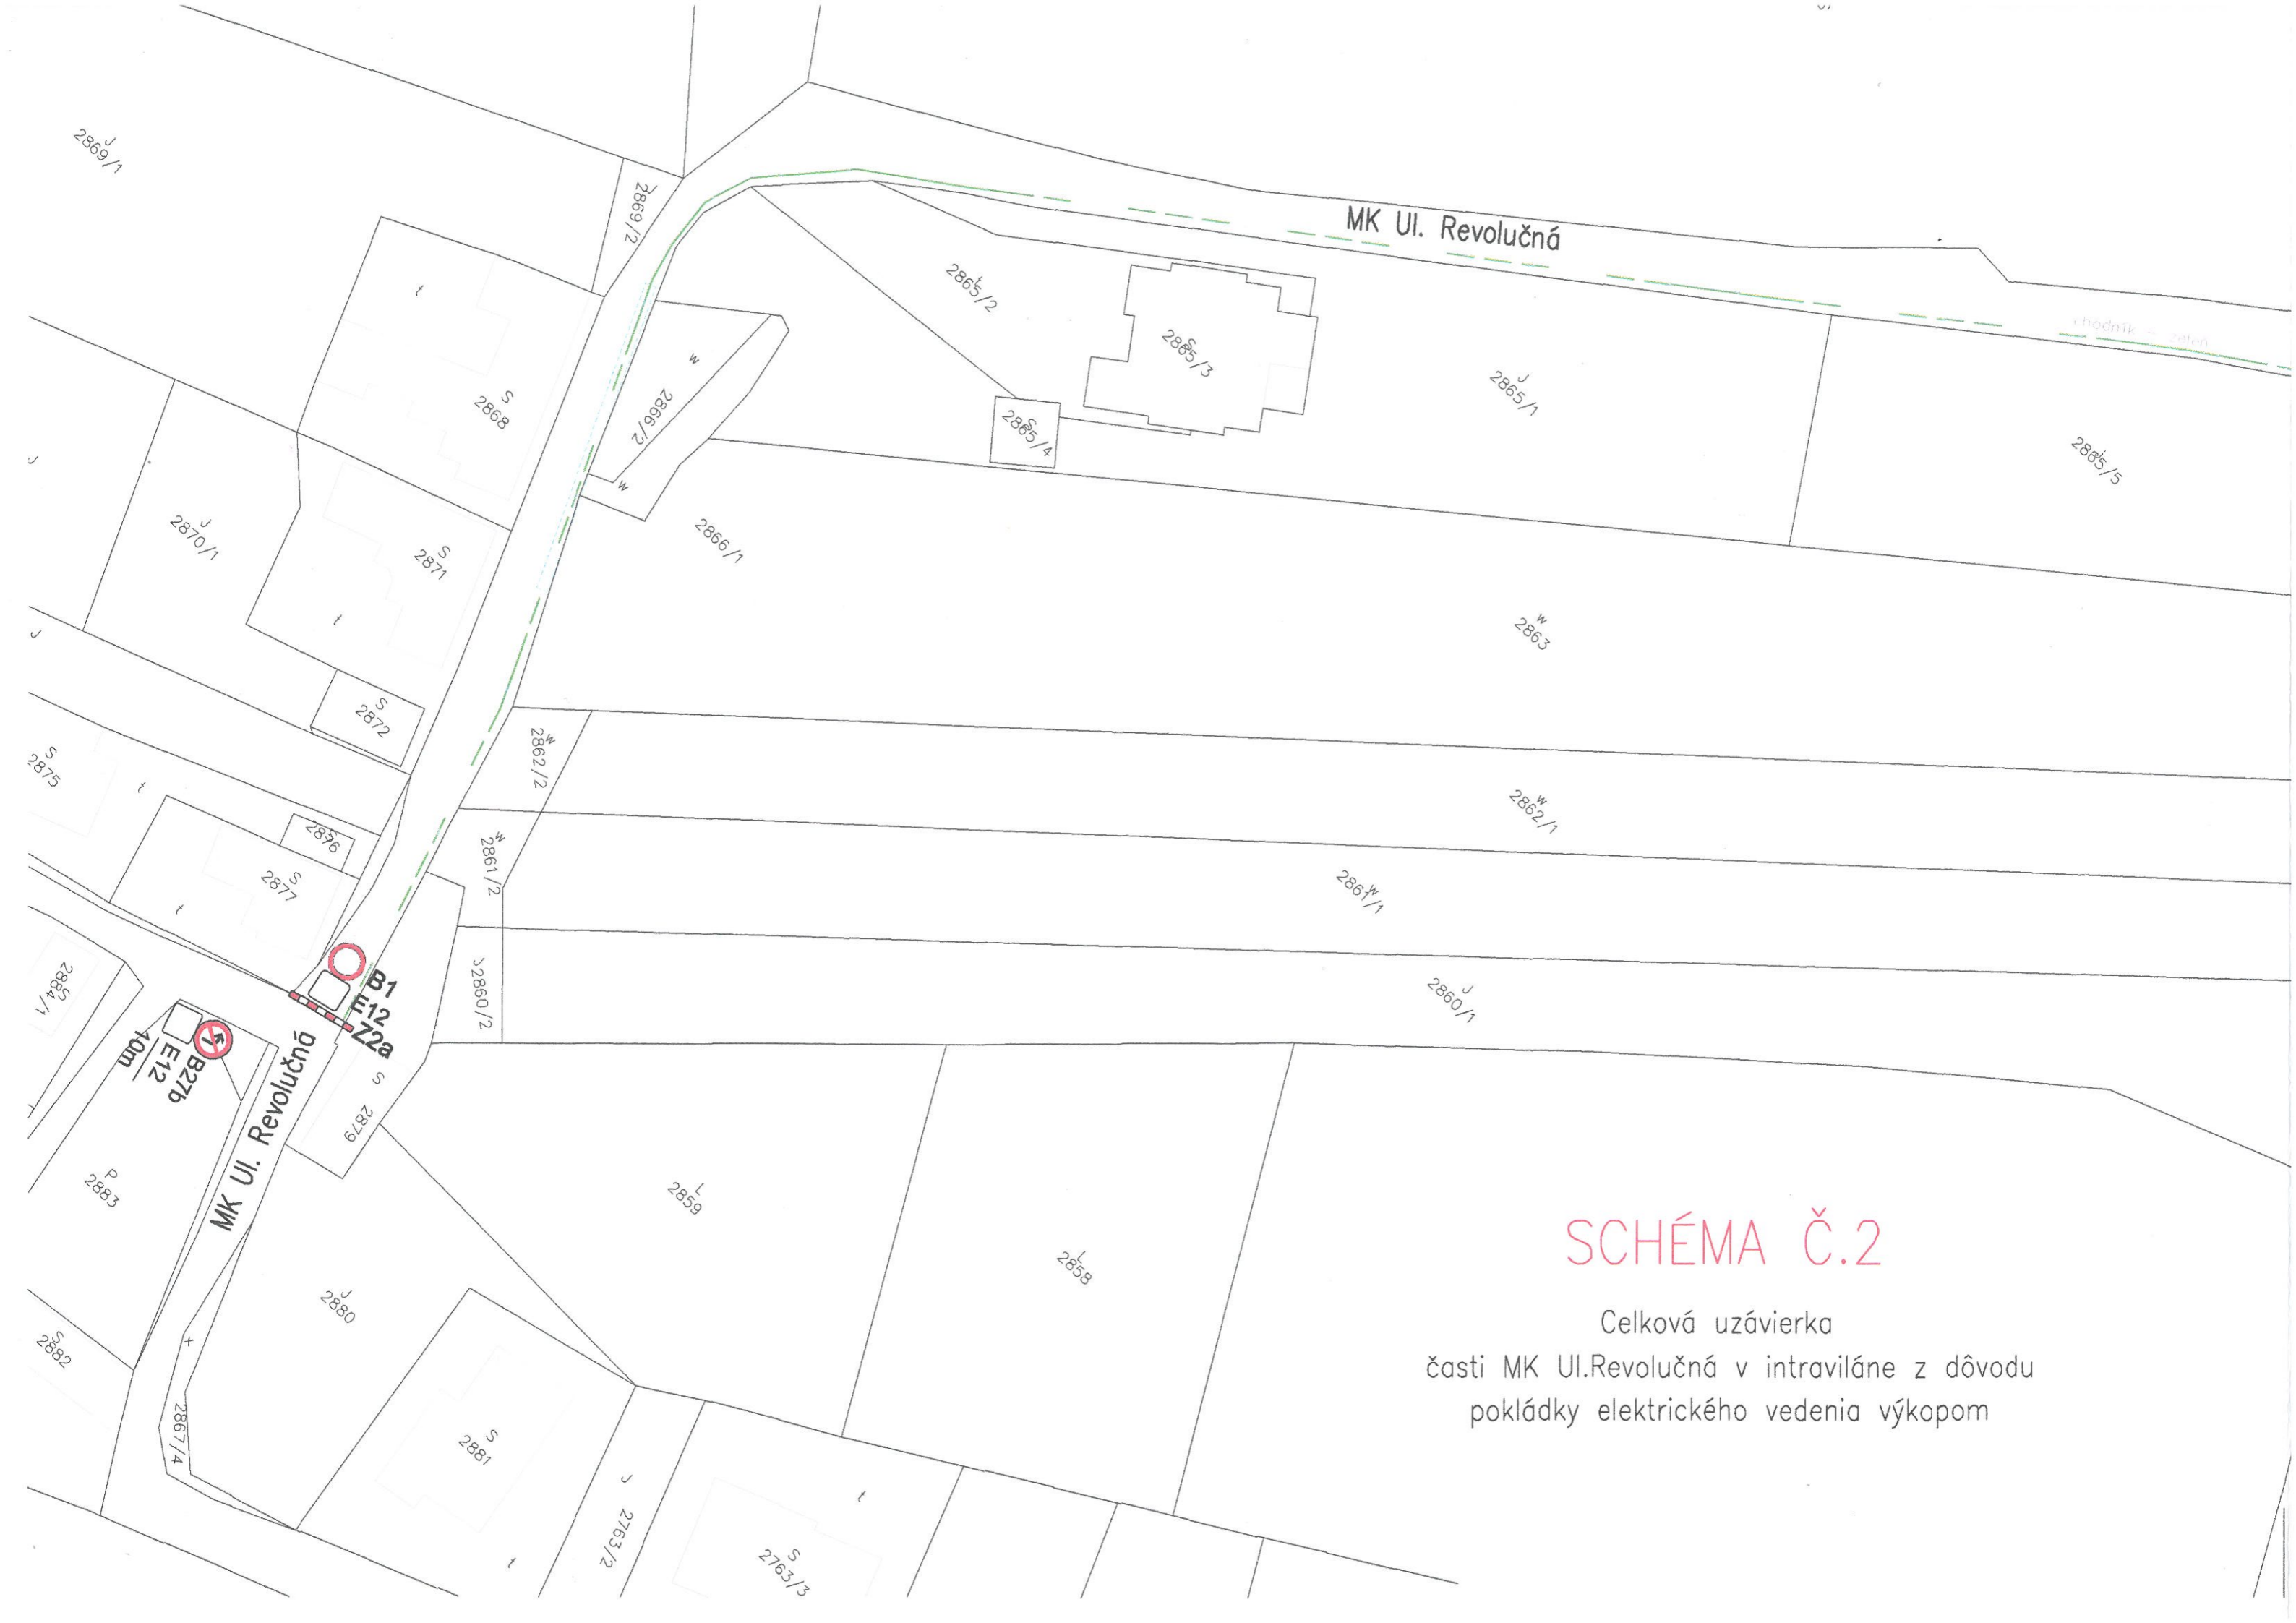 2869/1
2869/2
MK Ul. Revolučná
2865/2
S
2865/3
S
2868
W
2866/2
S
2865/4
J
2865/1
2865/5
chodník - zeleň
J
2870/1
S
2871
W
2866/1
W
2863
S
2872
W
2862/2
S
2875
W
2862/1
2876
W
2861/2
S
2877
W
2861/1
J
2860/2
J
2860/1
S
2884/1
B1
E12
Z2a
B27b
E12
10m
MK Ul. Revolučná
S
2879
P
2883
L
2859
L
2858
J
2880
S
2882
x
2867/4
S
2881
J
2763/2
S
2763/3
SCHÉMA Č.2
Celková uzávierka
časti MK Ul.Revolučná v intraviláne z dôvodu
pokládky elektrického vedenia výkopom